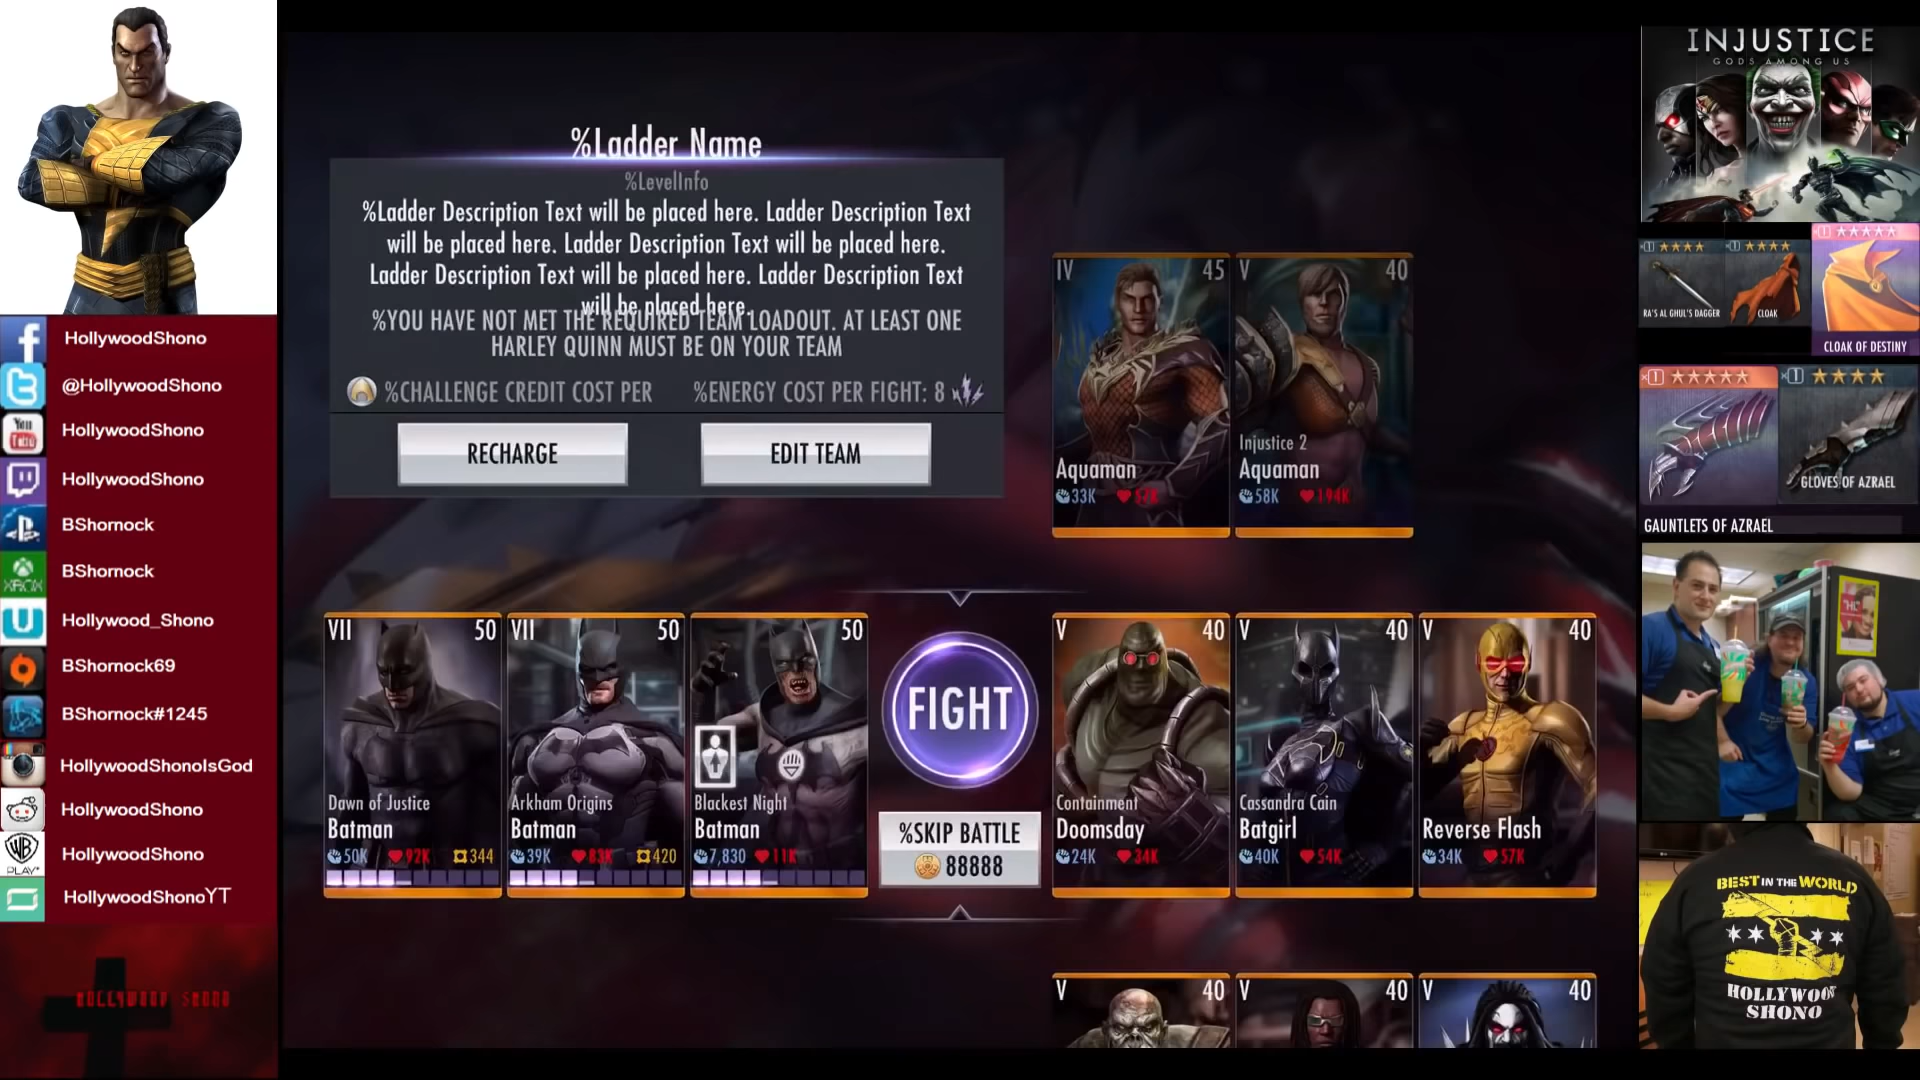 HollywoodShono
@HollywoodShono
HollywoodShono
HollywoodShono
BShornock
BShornock
Hollywood_Shono
BShornock69
BShornock#1245
HollywoodShonoIsGod
HollywoodShono
HollywoodShono
HollywoodShonoYT
You
Tube
XBOX
PLAY
HOLLYWOOD SHONO
%Ladder Name
%LevelInfo
%Ladder Description Text will be placed here. Ladder Description Text
will be placed here. Ladder Description Text will be placed here.
Ladder Description Text will be placed here. Ladder Description Text
will be placed here.
%YOU HAVE NOT MET THE REQUIRED TEAM LOADOUT. AT LEAST ONE
HARLEY QUINN MUST BE ON YOUR TEAM
%CHALLENGE CREDIT COST PER
%ENERGY COST PER FIGHT: 8
RECHARGE
EDIT TEAM
IV 45
Aquaman
33K 57K
V 40
Injustice 2
Aquaman
58K 194K
VII 50
Dawn of Justice
Batman
50K 92K 344
VII 50
Arkham Origins
Batman
39K 83K 420
50
Blackest Night
Batman
7,830 11K
FIGHT
%SKIP BATTLE
88888
V 40
Containment
Doomsday
24K 34K
V 40
Cassandra Cain
Batgirl
40K 54K
V 40
Reverse Flash
34K 57K
V 40
V 40
V 40
INJUSTICE
GODS AMONG US
RA'S AL GHUL'S DAGGER
CLOAK
CLOAK OF DESTINY
GLOVES OF AZRAEL
GAUNTLETS OF AZRAEL
BEST IN THE WORLD
HOLLYWOOD
SHONO